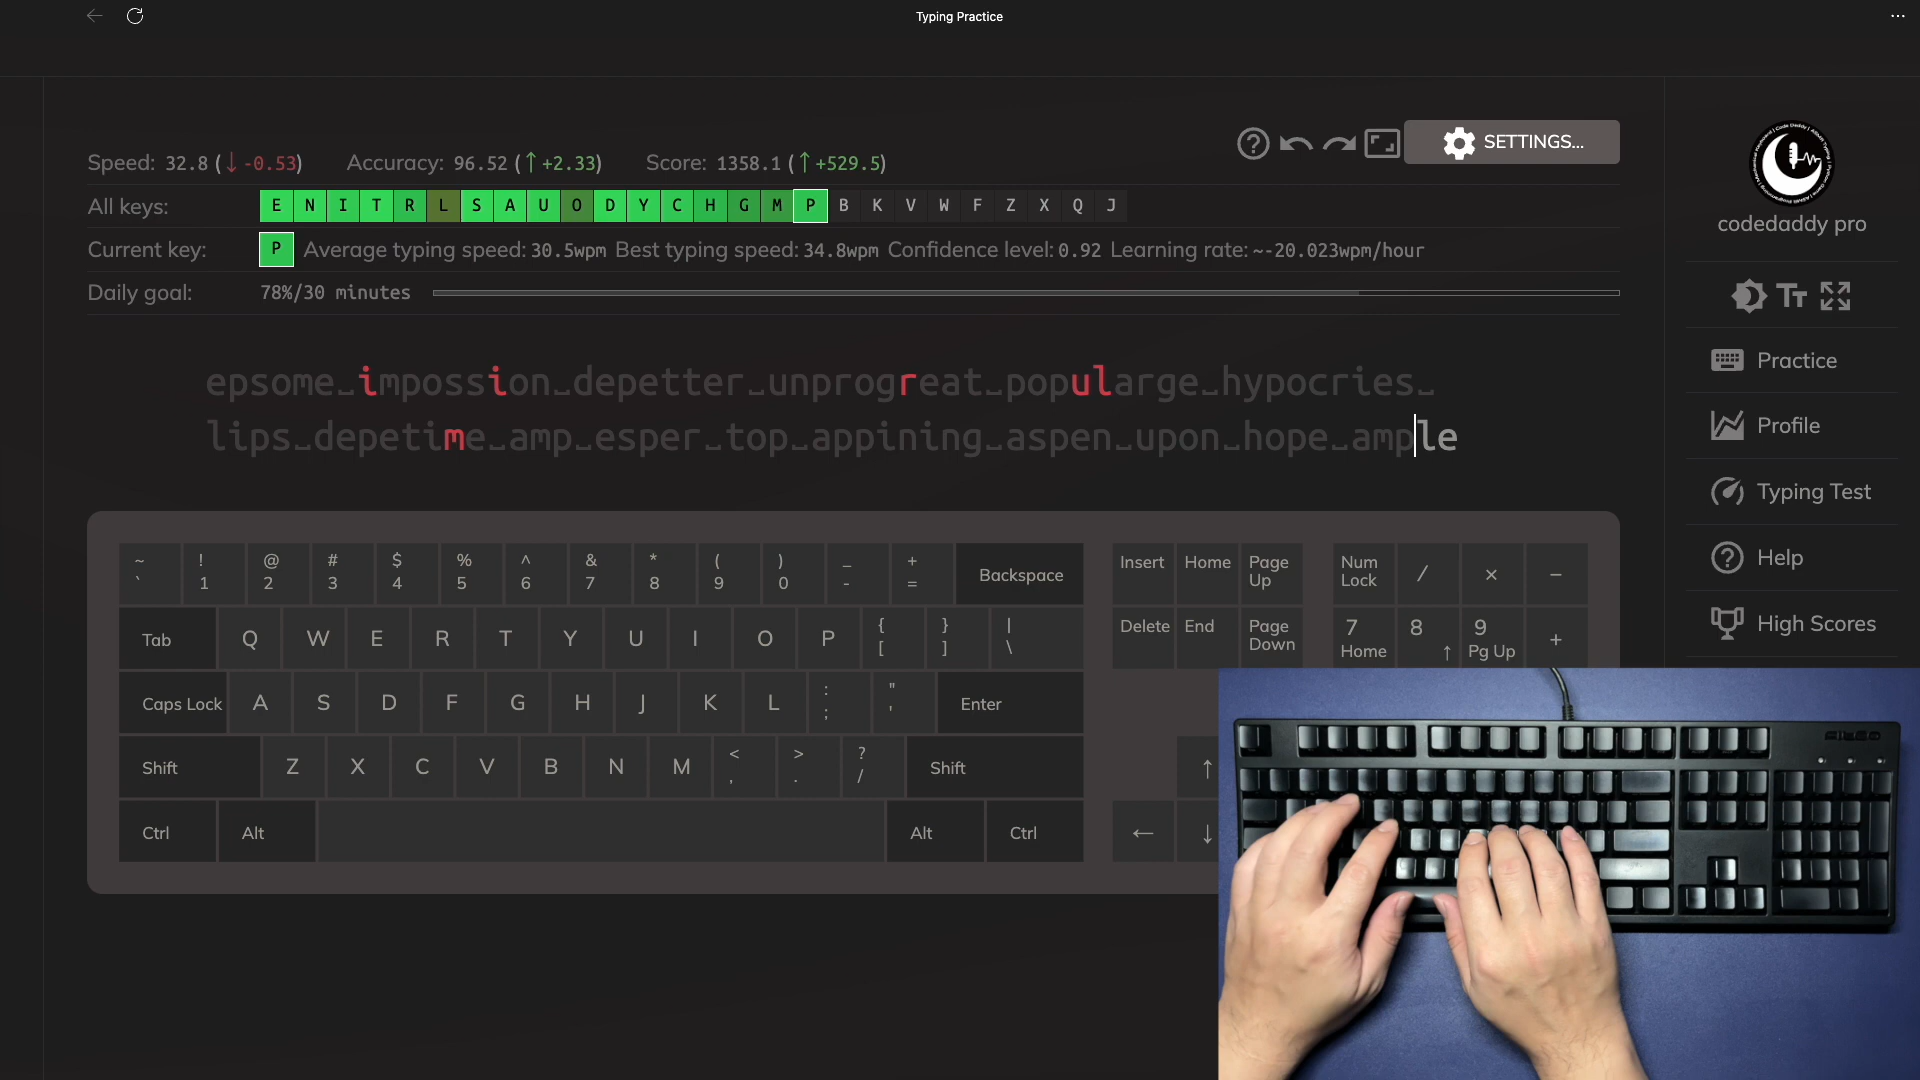 Typing Practice
SETTINGS...
Speed: 32.8 (↓-0.53) Accuracy: 96.52 (↑+2.33) Score: 1358.1 (↑+529.5)
All keys: E N I T R L S A U O D Y C H G M P B K V W F Z X Q J
Current key: P Average typing speed: 30.5wpm Best typing speed: 34.8wpm Confidence level: 0.92 Learning rate: ~-20.023wpm/hour
Daily goal: 78%/30 minutes
epsome␣impossion␣depetter␣unprogreat␣populargе␣hypocries␣
lips␣depetime␣amp␣esper␣top␣appining␣aspen␣upon␣hope␣ample
codedaddy pro
Practice
Profile
Typing Test
Help
High Scores
~ ! @ # $ % ^ & * ( ) _ +
` 1 2 3 4 5 6 7 8 9 0 - = Backspace
Tab Q W E R T Y U I O P { [ } ] | \
Caps Lock A S D F G H J K L : ; " ' Enter
Shift Z X C V B N M < , > . ? / Shift
Ctrl Alt Alt Ctrl
Insert Home Page Up
Delete End Page Down
↑
← ↓
Num Lock / × −
7 Home 8 ↑ 9 Pg Up +